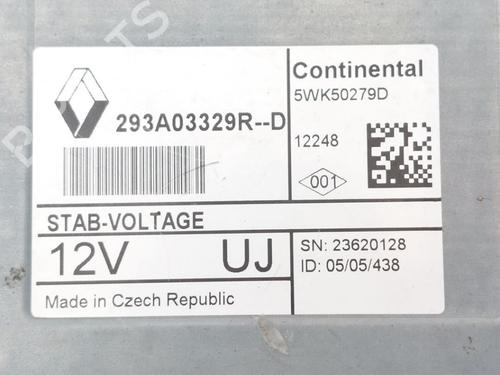 293A03329R--D
Continental
5WK50279D
12248
001
STAB-VOLTAGE
12V
UJ
SN: 23620128
ID: 05/05/438
Made in Czech Republic